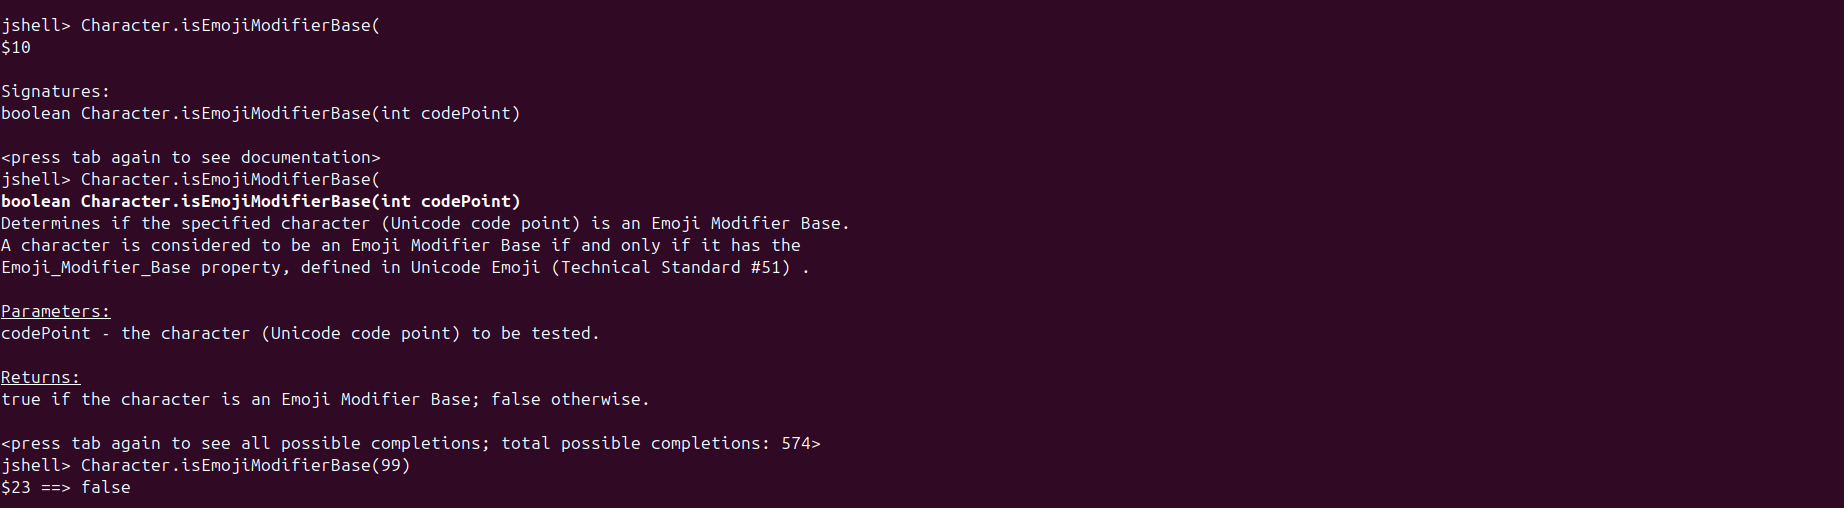 jshell> Character.isEmojiModifierBase(
$10
Signatures:
boolean Character.isEmojiModifierBase(int codePoint)
<press tab again to see documentation>
jshell> Character.isEmojiModifierBase(
boolean Character.isEmojiModifierBase(int codePoint)
Determines if the specified character (Unicode code point) is an Emoji Modifier Base.
A character is considered to be an Emoji Modifier Base if and only if it has the
Emoji_Modifier_Base property, defined in Unicode Emoji (Technical Standard #51) .
Parameters:
codePoint - the character (Unicode code point) to be tested.
Returns:
true if the character is an Emoji Modifier Base; false otherwise.
<press tab again to see all possible completions; total possible completions: 574>
jshell> Character.isEmojiModifierBase(99)
$23 ==> false